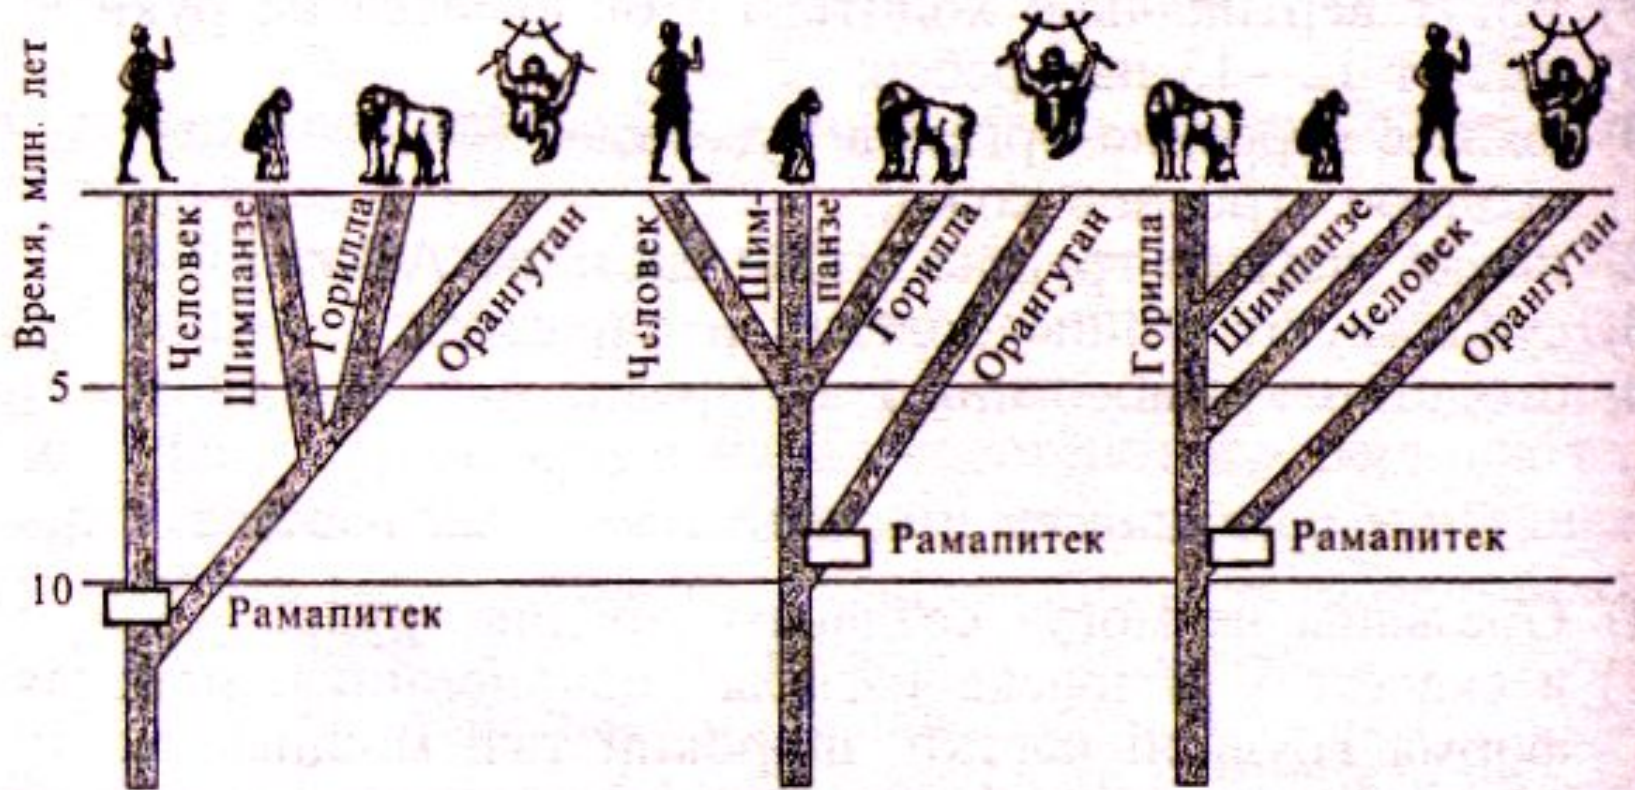 Время, млн. лет
5
10
Человек
Шимпанзе
Горилла
Орангутан
Рамапитек
Человек
Шим-
панзе
Горилла
Орангутан
Рамапитек
Горилла
Шимпанзе
Человек
Орангутан
Рамапитек